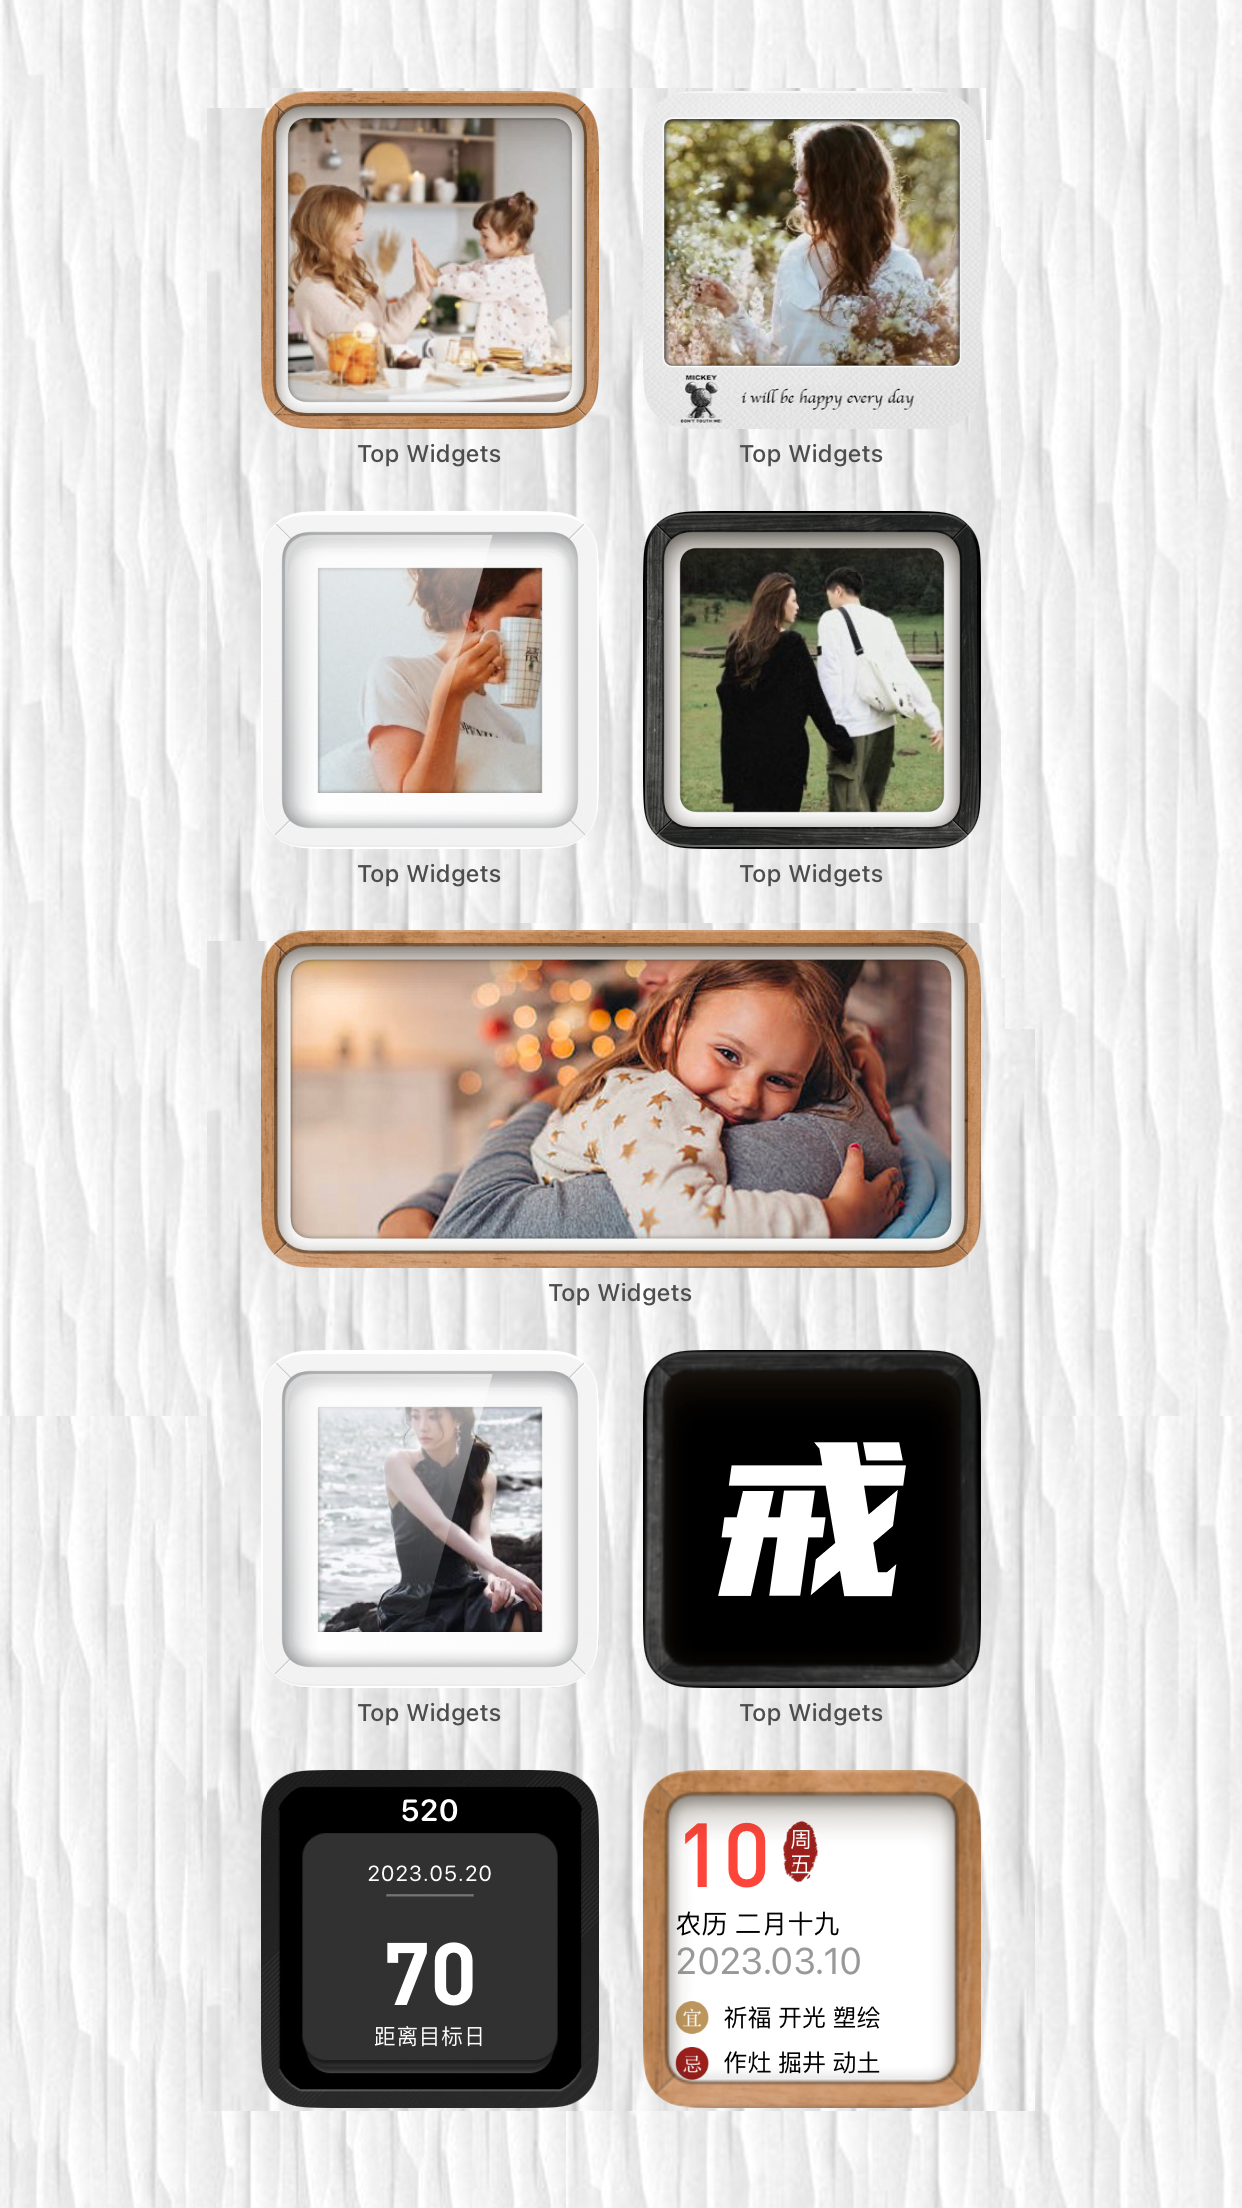 MICKEY
DON'T TOUCH ME!
i will be happy every day
Top Widgets
Top Widgets
Top Widgets
Top Widgets
Top Widgets
戒
Top Widgets
Top Widgets
520
2023.05.20
70
距离目标日
10
周五
农历 二月十九
2023.03.10
宜 祈福 开光 塑绘
忌 作灶 掘井 动土